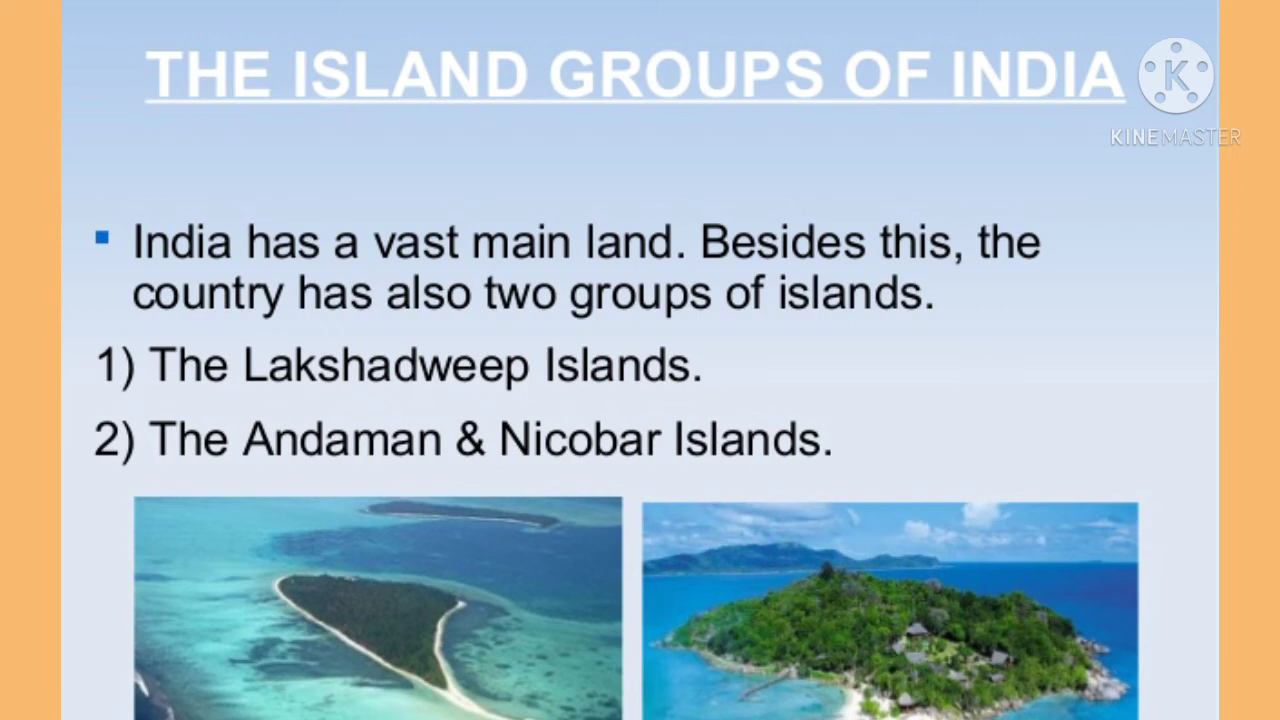 THE ISLAND GROUPS OF INDIA
K
KINEMASTER
India has a vast main land. Besides this, the
country has also two groups of islands.
1) The Lakshadweep Islands.
2) The Andaman & Nicobar Islands.